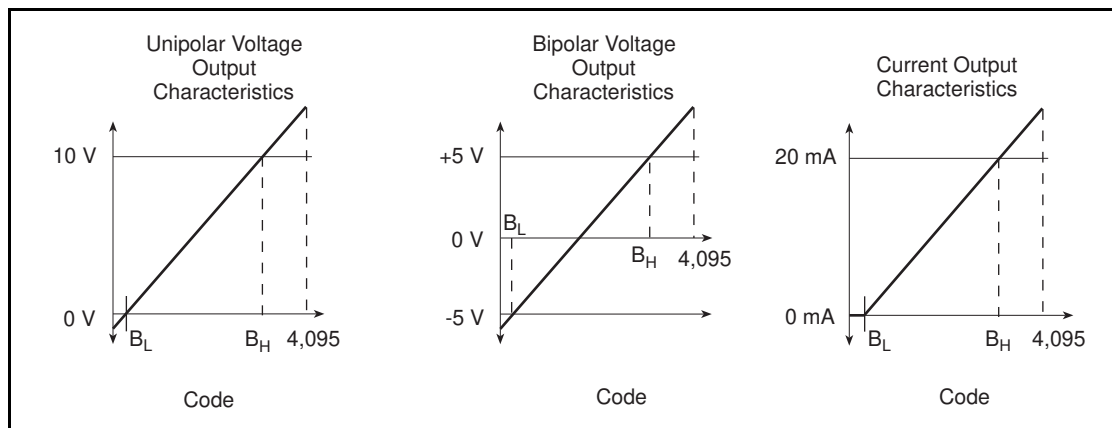 Unipolar Voltage
Output
Characteristics
10 V
0 V
B_L
B_H
4,095
Code
Bipolar Voltage
Output
Characteristics
+5 V
B_L
0 V
B_H
4,095
-5 V
Code
Current Output
Characteristics
20 mA
0 mA
B_L
B_H
4,095
Code